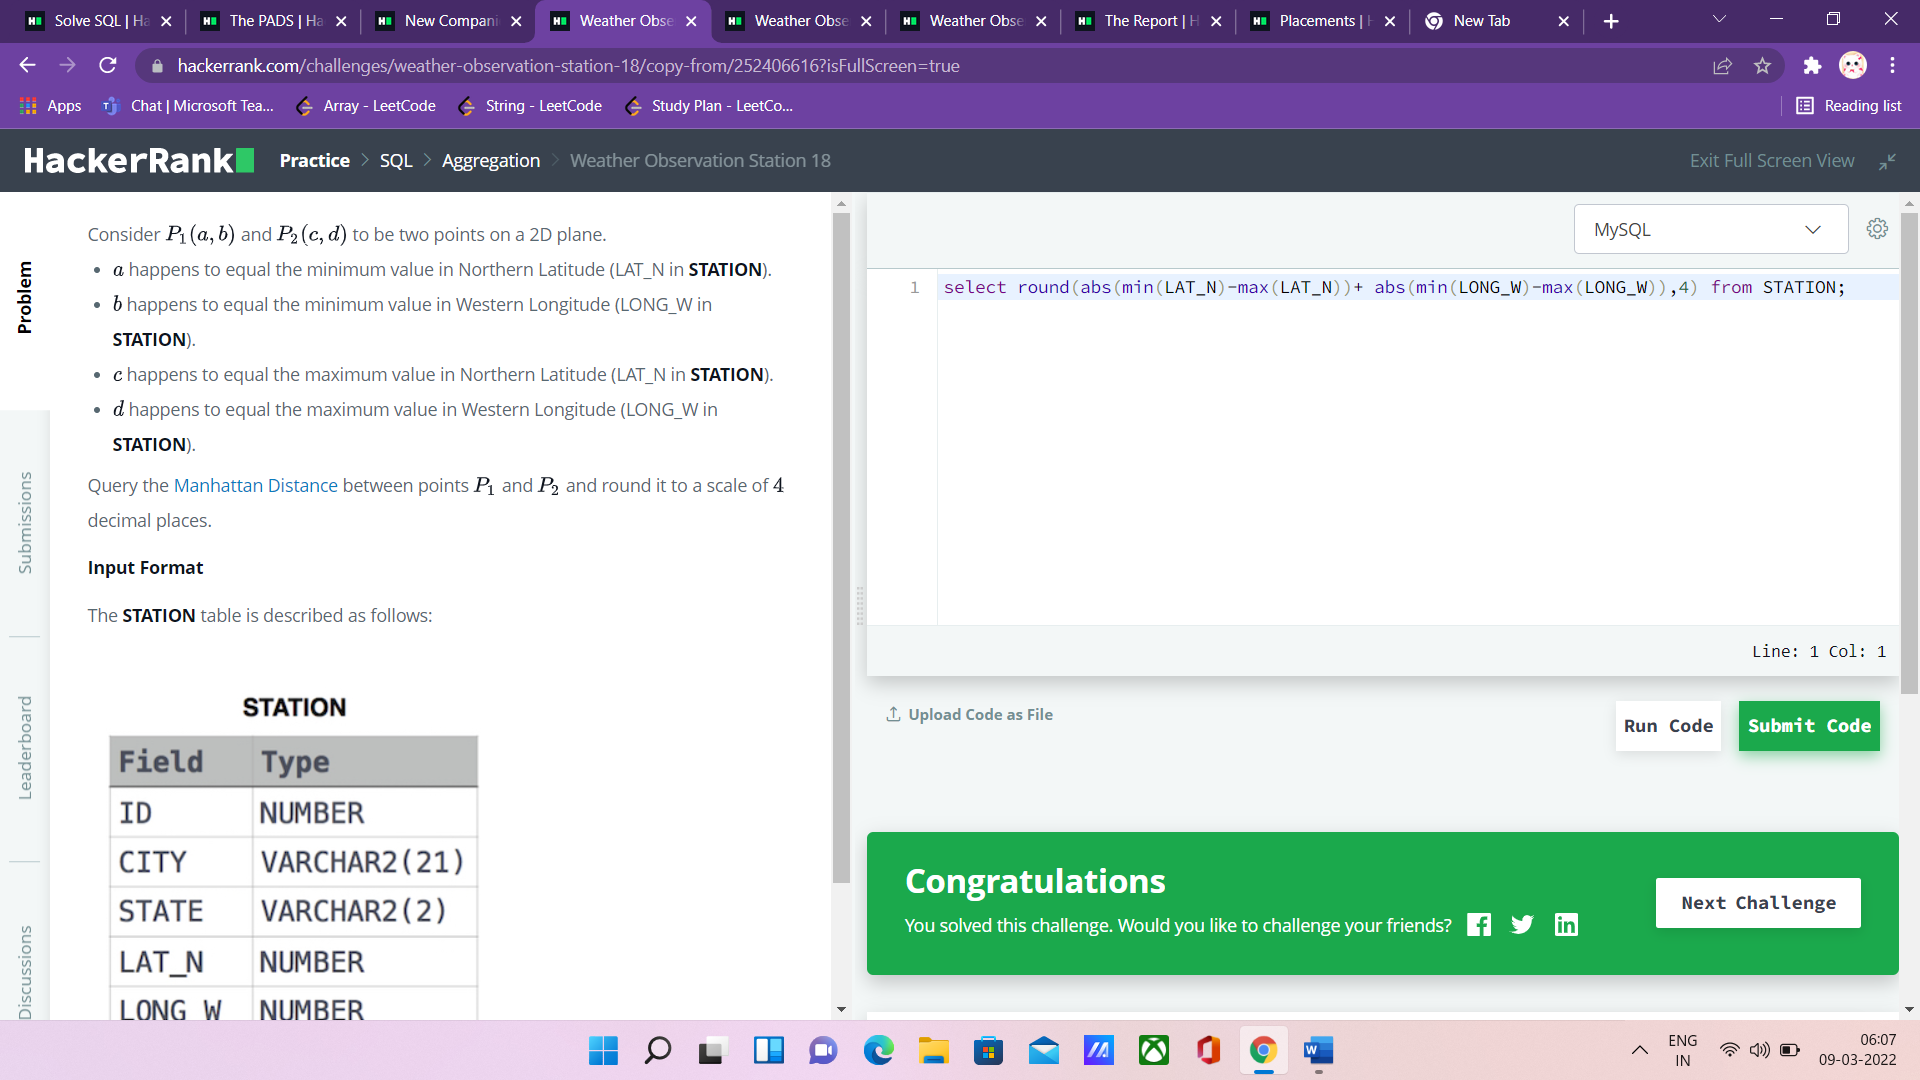 Solve SQL | Ha
The PADS | Ha
New Compani
Weather Obse
Weather Obse
Weather Obse
The Report | H
Placements | H
New Tab
hackerrank.com/challenges/weather-observation-station-18/copy-from/252406616?isFullScreen=true
Apps
Chat | Microsoft Tea...
Array - LeetCode
String - LeetCode
Study Plan - LeetCo...
Reading list
HackerRank
Practice > SQL > Aggregation > Weather Observation Station 18
Exit Full Screen View
Problem
Submissions
Leaderboard
Discussions
Consider P₁(a, b) and P₂(c, d) to be two points on a 2D plane.
• a happens to equal the minimum value in Northern Latitude (LAT_N in STATION).
• b happens to equal the minimum value in Western Longitude (LONG_W in
STATION).
• c happens to equal the maximum value in Northern Latitude (LAT_N in STATION).
• d happens to equal the maximum value in Western Longitude (LONG_W in
STATION).
Query the Manhattan Distance between points P₁ and P₂ and round it to a scale of 4
decimal places.
Input Format
The STATION table is described as follows:
STATION
Field Type
ID NUMBER
CITY VARCHAR2(21)
STATE VARCHAR2(2)
LAT_N NUMBER
LONG_W NUMBER
MySQL
1 select round(abs(min(LAT_N)-max(LAT_N))+ abs(min(LONG_W)-max(LONG_W)),4) from STATION;
Line: 1 Col: 1
Upload Code as File
Run Code
Submit Code
Congratulations
You solved this challenge. Would you like to challenge your friends?
Next Challenge
ENG
IN
06:07
09-03-2022